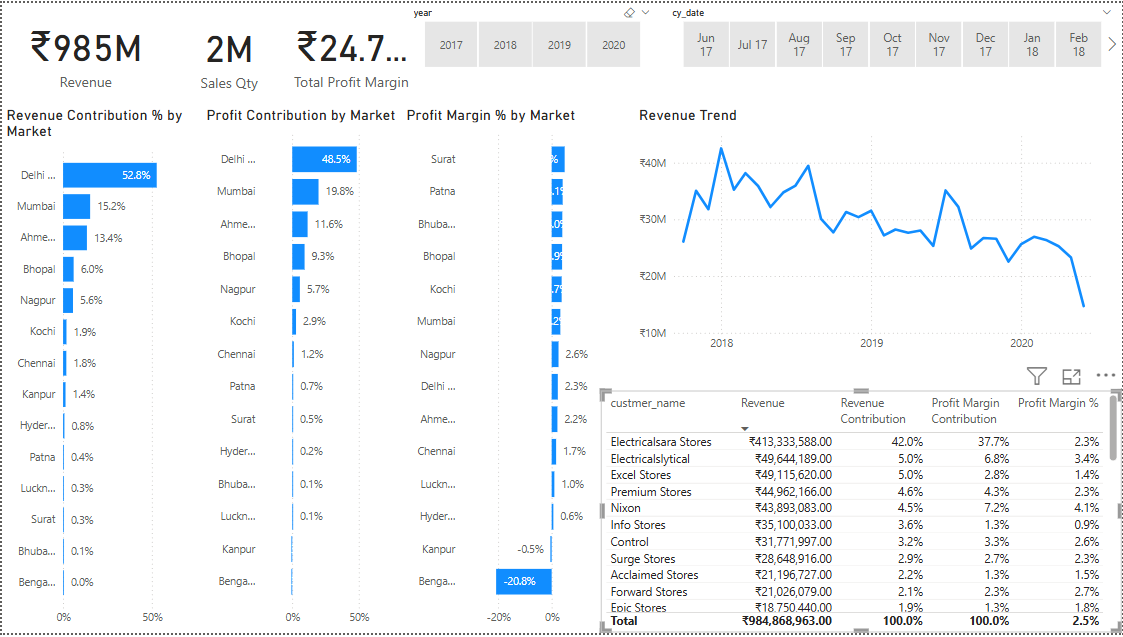 year
cy_date
₹985M
Revenue
2M
Sales Qty
₹24.7...
Total Profit Margin
2017 2018 2019 2020
Jun 17 Jul 17 Aug 17 Sep 17 Oct 17 Nov 17 Dec 17 Jan 18 Feb 18
Revenue Contribution % by
Market
Delhi ... 52.8%
Mumbai 15.2%
Ahme... 13.4%
Bhopal 6.0%
Nagpur 5.6%
Kochi 1.9%
Chennai 1.8%
Kanpur 1.4%
Hyder... 0.8%
Patna 0.4%
Luckn... 0.3%
Surat 0.3%
Bhuba... 0.1%
Benga... 0.0%
0% 50%
Profit Contribution by Market
Delhi ... 48.5%
Mumbai 19.8%
Ahme... 11.6%
Bhopal 9.3%
Nagpur 5.7%
Kochi 2.9%
Chennai 1.2%
Patna 0.7%
Surat 0.5%
Hyder... 0.2%
Bhuba... 0.1%
Luckn... 0.1%
Kanpur
Benga...
0% 50%
Profit Margin % by Market
Surat
Patna
Bhuba...
Bhopal
Kochi
Mumbai
Nagpur 2.6%
Delhi ... 2.3%
Ahme... 2.2%
Chennai 1.7%
Luckn... 1.0%
Hyder... 0.6%
Kanpur -0.5%
Benga... -20.8%
-20% 0%
Revenue Trend
₹40M
₹30M
₹20M
₹10M
2018 2019 2020
custmer_name Revenue Revenue Contribution Profit Margin Contribution Profit Margin %
Electricalsara Stores ₹413,333,588.00 42.0% 37.7% 2.3%
Electricalslytical ₹49,644,189.00 5.0% 6.8% 3.4%
Excel Stores ₹49,115,620.00 5.0% 2.8% 1.4%
Premium Stores ₹44,962,166.00 4.6% 4.3% 2.3%
Nixon ₹43,893,083.00 4.5% 7.2% 4.1%
Info Stores ₹35,100,033.00 3.6% 1.3% 0.9%
Control ₹31,771,997.00 3.2% 3.3% 2.6%
Surge Stores ₹28,648,916.00 2.9% 2.7% 2.3%
Acclaimed Stores ₹21,196,727.00 2.2% 1.3% 1.5%
Forward Stores ₹21,026,079.00 2.1% 2.3% 2.7%
Epic Stores ₹18,750,440.00 1.9% 1.3% 1.8%
Total ₹984,868,963.00 100.0% 100.0% 2.5%